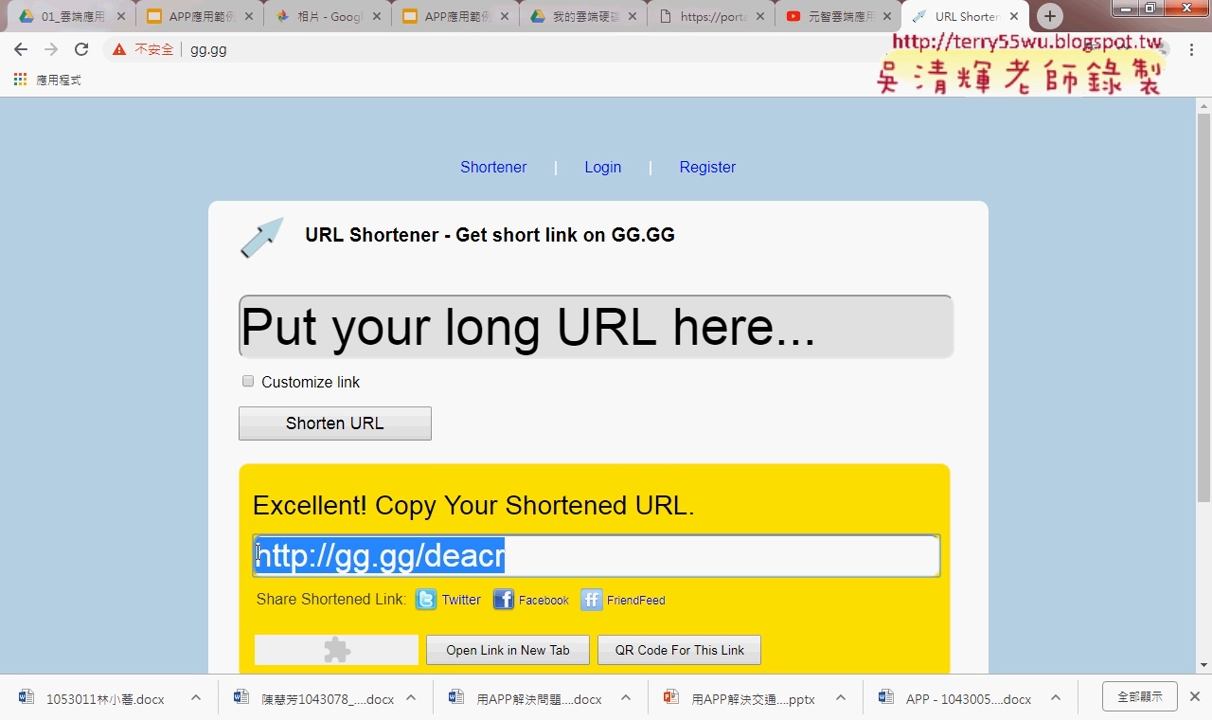 01_雲端應用
APP應用範例
相片 - Googl
APP應用範例
我的雲端硬碟
https://porta
元智雲端應用
URL Shorten
不安全 | gg.gg
http://terry55wu.blogspot.tw
應用程式
吳清輝老師錄製
Shortener | Login | Register
URL Shortener - Get short link on GG.GG
Put your long URL here...
Customize link
Shorten URL
Excellent! Copy Your Shortened URL.
http://gg.gg/deacr
Share Shortened Link: Twitter Facebook FriendFeed
Open Link in New Tab
QR Code For This Link
1053011林小蕃.docx
陳慧芳1043078_....docx
用APP解決問題....docx
用APP解決交通....pptx
APP - 1043005....docx
全部顯示